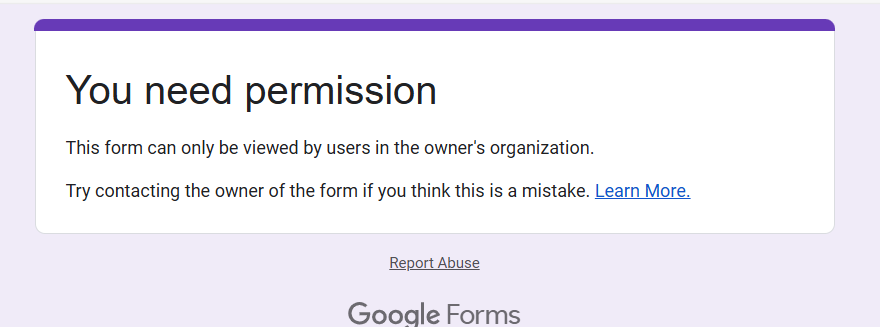 You need permission
This form can only be viewed by users in the owner's organization.
Try contacting the owner of the form if you think this is a mistake. Learn More.
Report Abuse
Google Forms